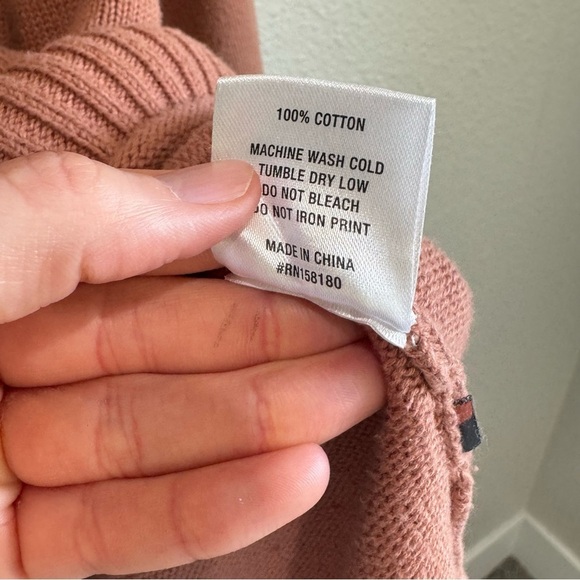 100% COTTON
MACHINE WASH COLD
TUMBLE DRY LOW
DO NOT BLEACH
DO NOT IRON PRINT
MADE IN CHINA
#RN158180